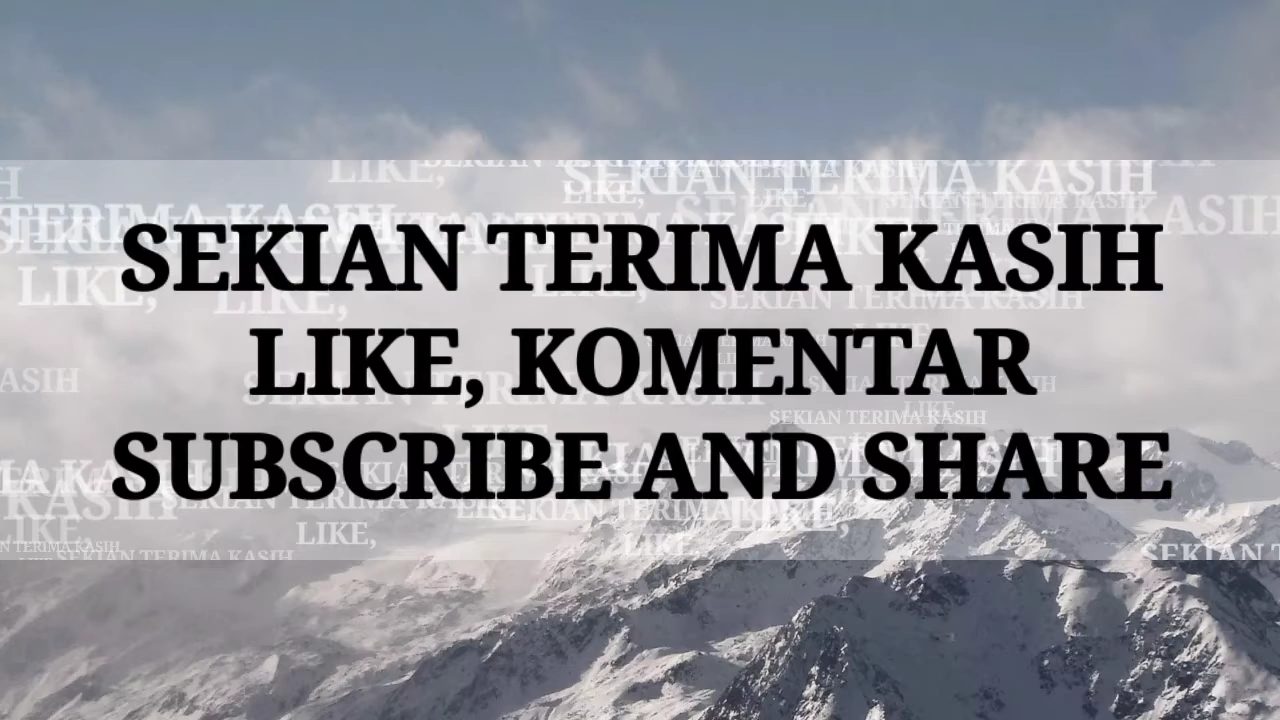 SEKIAN TERIMA KASIH
LIKE, KOMENTAR
SUBSCRIBE AND SHARE